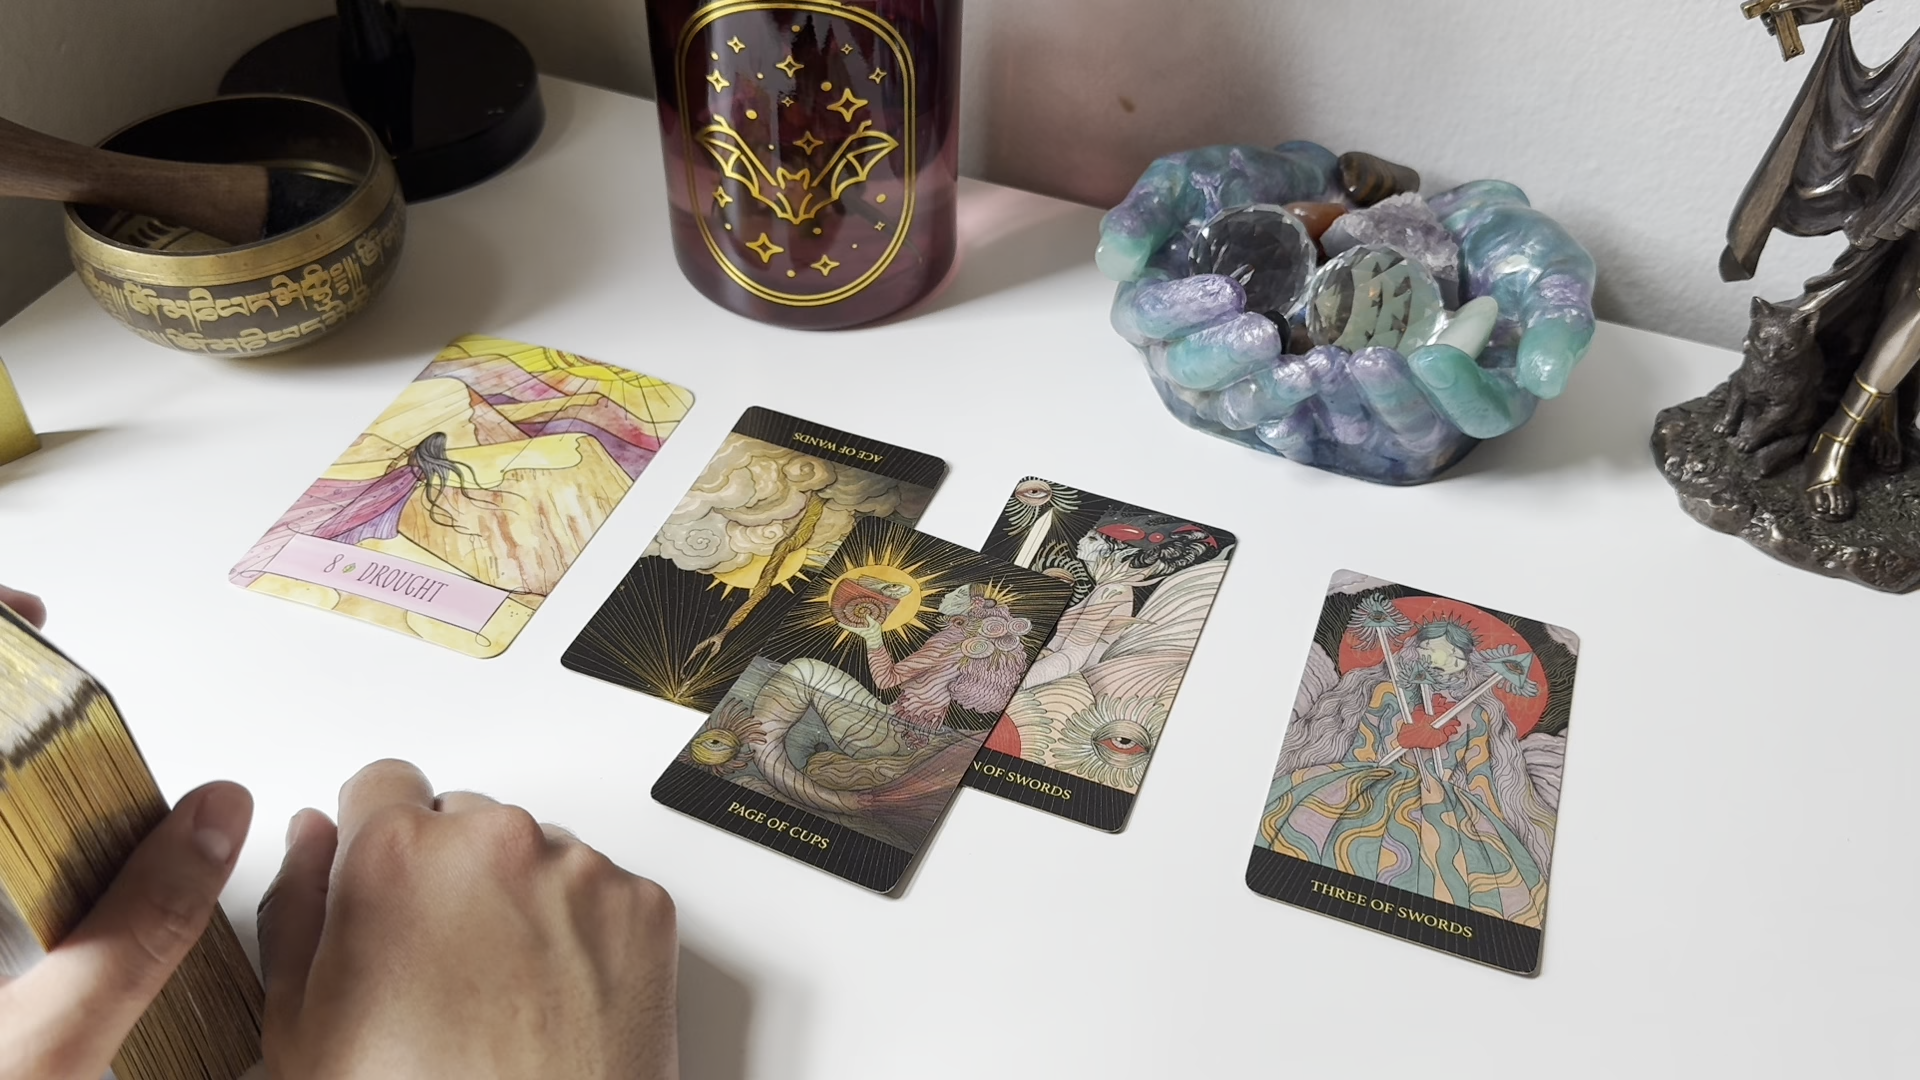 ACE OF WANDS
8 DROUGHT
N OF SWORDS
PAGE OF CUPS
THREE OF SWORDS